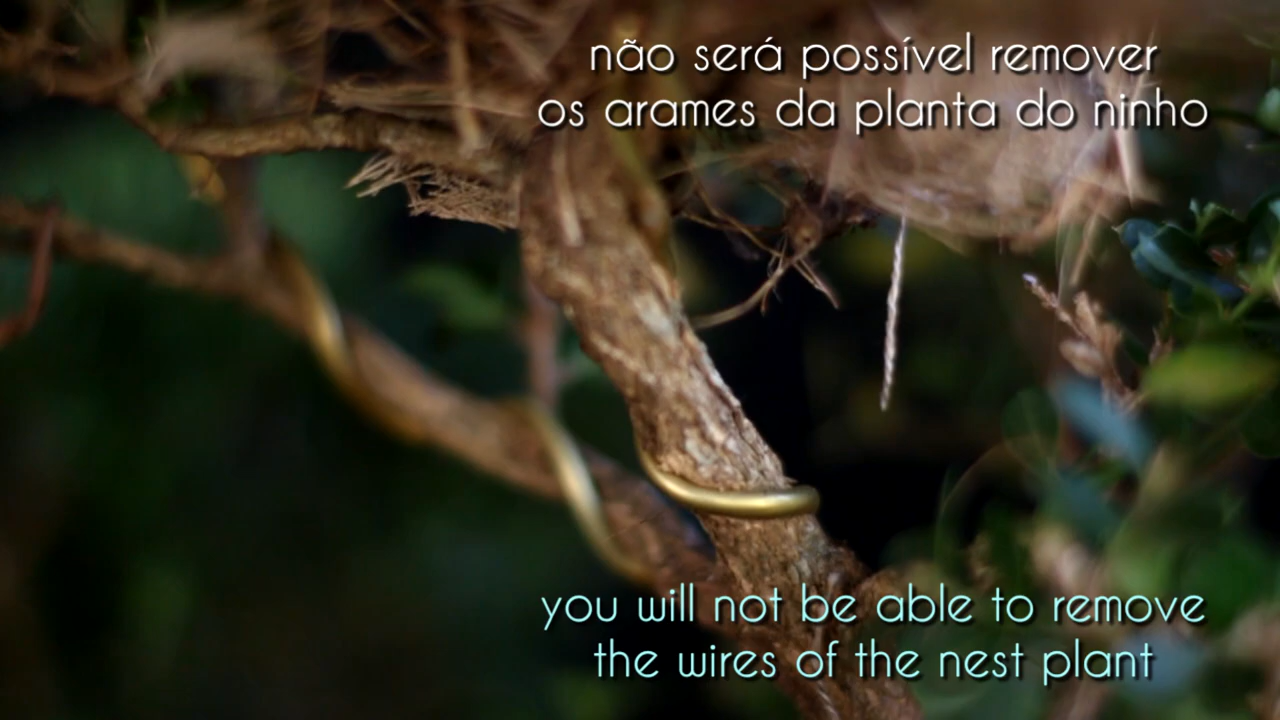 não será possível remover
os arames da planta do ninho
you will not be able to remove
the wires of the nest plant